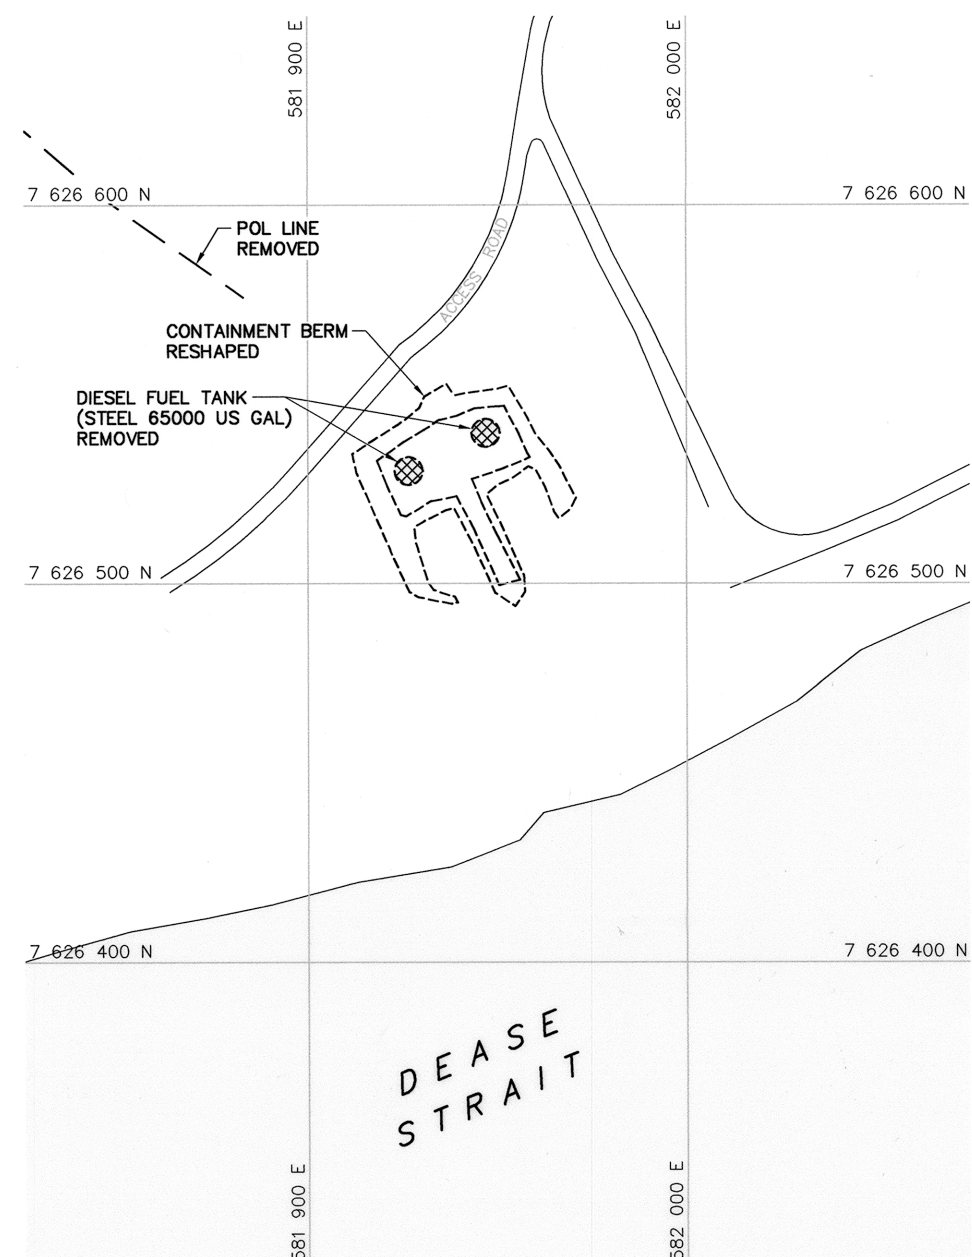 581 900 E
582 000 E
7 626 600 N
7 626 600 N
POL LINE
REMOVED
ACCESS ROAD
CONTAINMENT BERM
RESHAPED
DIESEL FUEL TANK
(STEEL 65000 US GAL)
REMOVED
7 626 500 N
7 626 500 N
7 626 400 N
7 626 400 N
DEASE
STRAIT
581 900 E
582 000 E